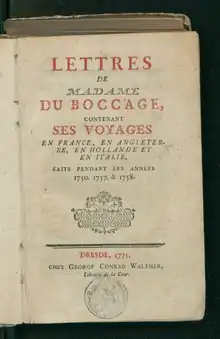 LETTRES
DE
MADAME
DU BOCCAGE,
CONTENANT
SES VOYAGES
EN FRANCE, EN ANGLETER-
RE, EN HOLLANDE ET
EN ITALIE,
FAITS PENDANT LES ANNÉES
1750. 1757. & 1758.
DRESDE, 1771.
CHEZ GEORGE CONRAD WALTHER,
Libraire de la Cour.